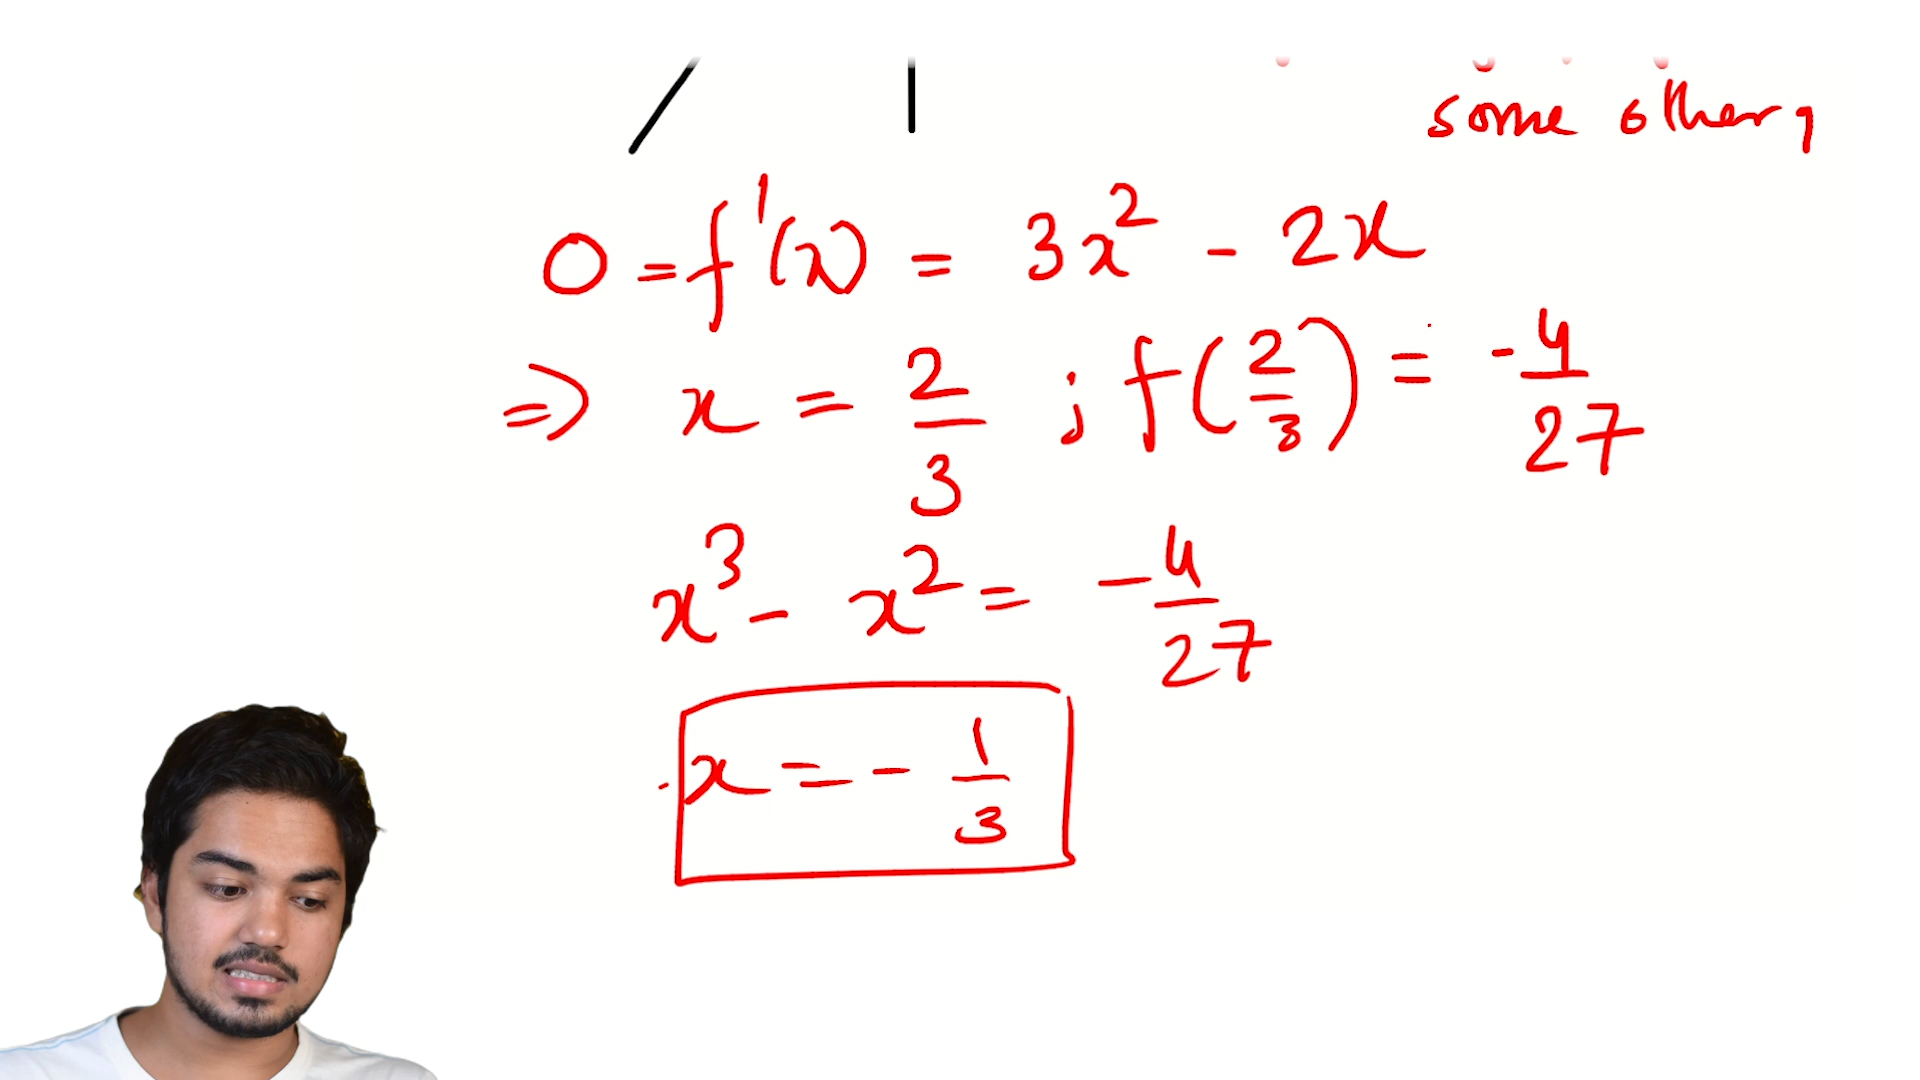 some other
0 = f'(x) = 3x² - 2x
⇒ x = 2/3 ; f(2/3) = -4/27
x³ - x² = -4/27
x = -1/3